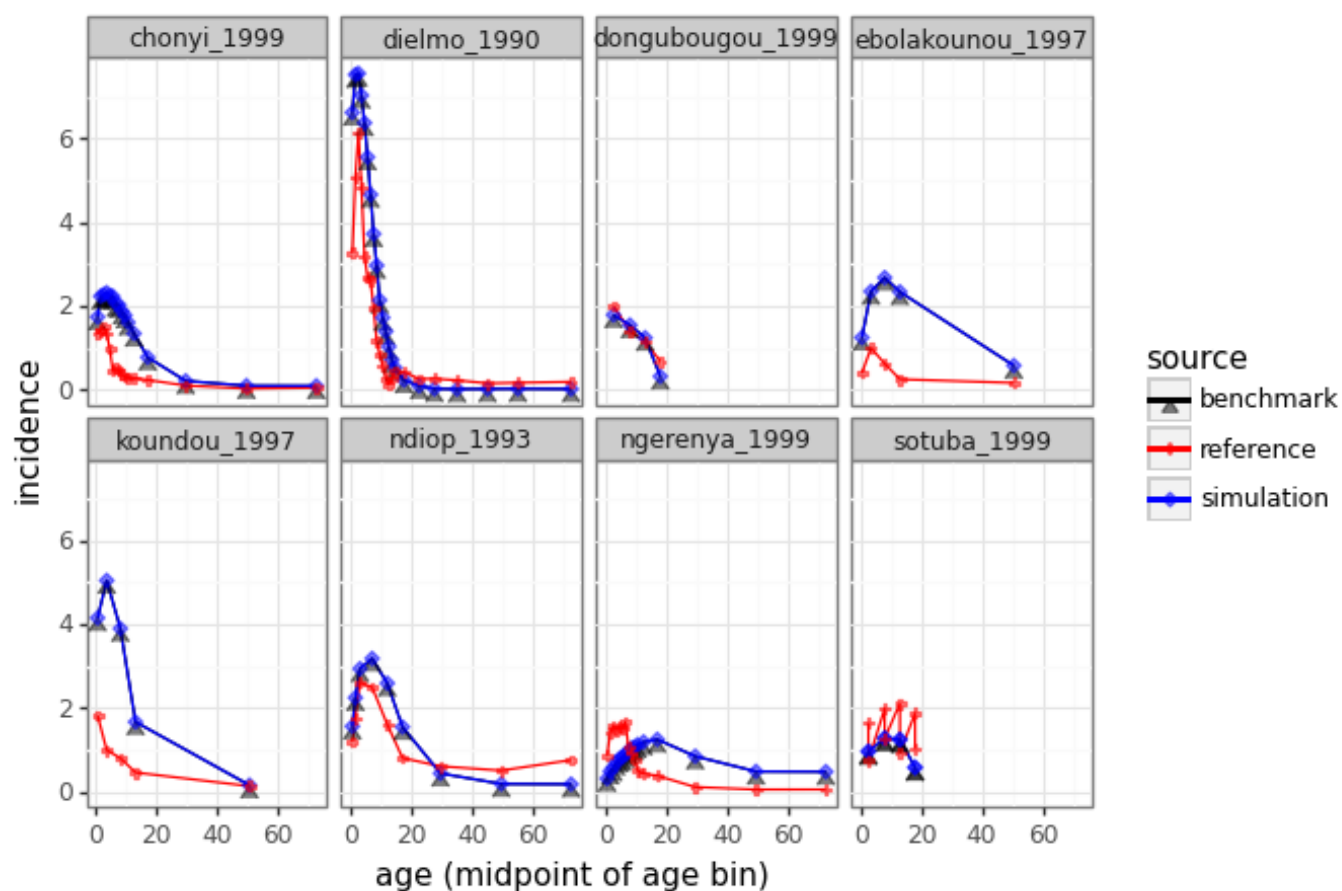 chonyi_1999
dielmo_1990
dongubougou_1999
ebolakounou_1997
6
4
2
0
koundou_1997
ndiop_1993
ngerenya_1999
sotuba_1999
6
4
2
0
0 20 40 60
0 20 40 60
0 20 40 60
0 20 40 60
incidence
age (midpoint of age bin)
source
benchmark
reference
simulation